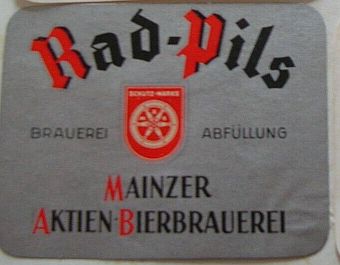 Rad-Pils
SCHUTZ-MARKE
BRAUEREI ABFÜLLUNG
MAINZER
AKTIEN-BIERBRAUEREI